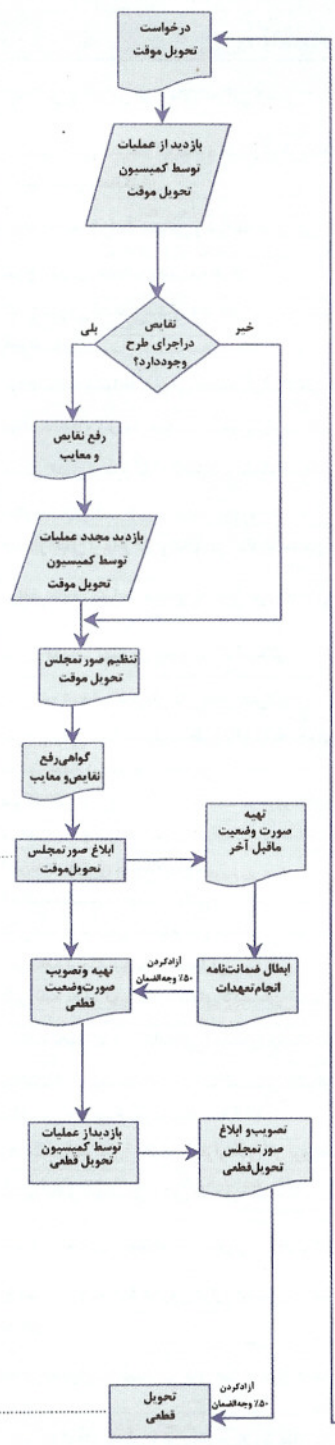 درخواست
تحویل موقت
بازدید از عملیات
توسط کمیسیون
تحویل موقت
نقایص
دراجرای طرح
وجوددارد؟
خیر
بلی
رفع نقایص
و معایب
بازدید مجدد عملیات
توسط کمیسیون
تحویل موقت
تنظیم صورتمجلس
تحویل موقت
گواهی رفع
نقایص و معایب
ابلاغ صورتمجلس
تحویل موقت
تهیه
صورت وضعیت
ماقبل آخر
ابطال ضمانت‌نامه
انجام تعهدات
آزادکردن
۵۰٪ وجه‌الضمان
تهیه وتصویب
صورت‌وضعیت
قطعی
بازدیداز عملیات
توسط کمیسیون
تحویل قطعی
تصویب‌و ابلاغ
صورتمجلس
تحویل‌قطعی
آزادکردن
۵۰٪ وجه‌الضمان
تحویل
قطعی